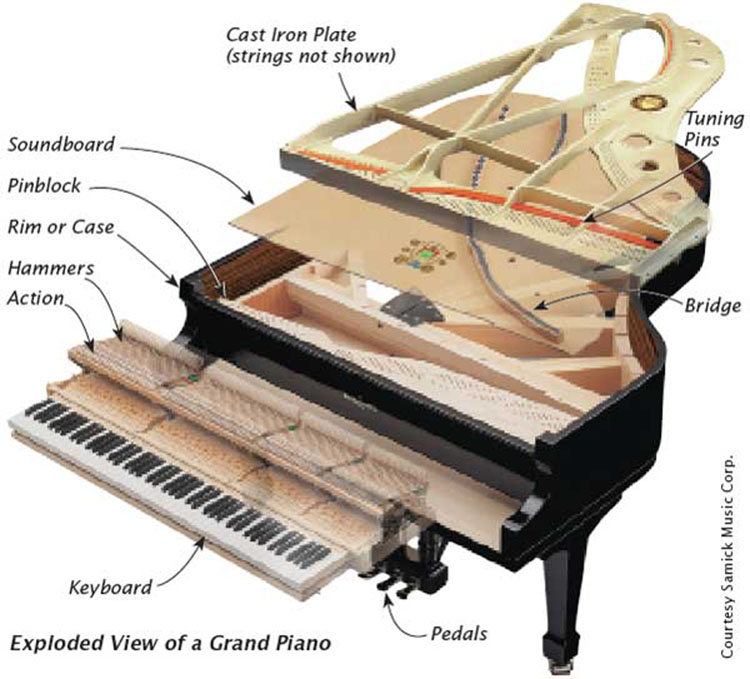 Cast Iron Plate
(strings not shown)
Tuning
Pins
Soundboard
Pinblock
Rim or Case
Hammers
Action
Bridge
Keyboard
Pedals
Exploded View of a Grand Piano
Courtesy Samick Music Corp.